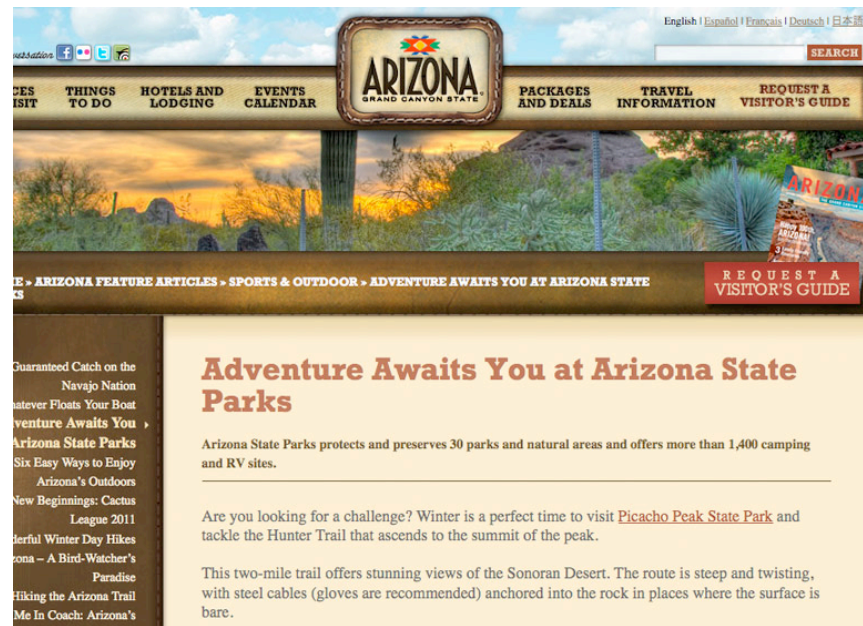 English | Español | Français | Deutsch | 日本語
SEARCH
THINGS
TO DO
HOTELS AND
LODGING
EVENTS
CALENDAR
ARIZONA
GRAND CANYON STATE
PACKAGES
AND DEALS
TRAVEL
INFORMATION
REQUEST A
VISITOR'S GUIDE
ARIZON
REQUEST A
VISITOR'S GUIDE
» ARIZONA FEATURE ARTICLES » SPORTS & OUTDOOR » ADVENTURE AWAITS YOU AT ARIZONA STATE
Guaranteed Catch on the
Navajo Nation
Floats Your Boat
Awaits You
Arizona State Parks
Six Easy Ways to Enjoy
Arizona's Outdoors
New Beginnings: Cactus
League 2011
Winter Day Hikes
– A Bird-Watcher's
Paradise
Hiking the Arizona Trail
Me In Coach: Arizona's
Adventure Awaits You at Arizona State
Parks
Arizona State Parks protects and preserves 30 parks and natural areas and offers more than 1,400 camping
and RV sites.
Are you looking for a challenge? Winter is a perfect time to visit Picacho Peak State Park and
tackle the Hunter Trail that ascends to the summit of the peak.
This two-mile trail offers stunning views of the Sonoran Desert. The route is steep and twisting,
with steel cables (gloves are recommended) anchored into the rock in places where the surface is
bare.